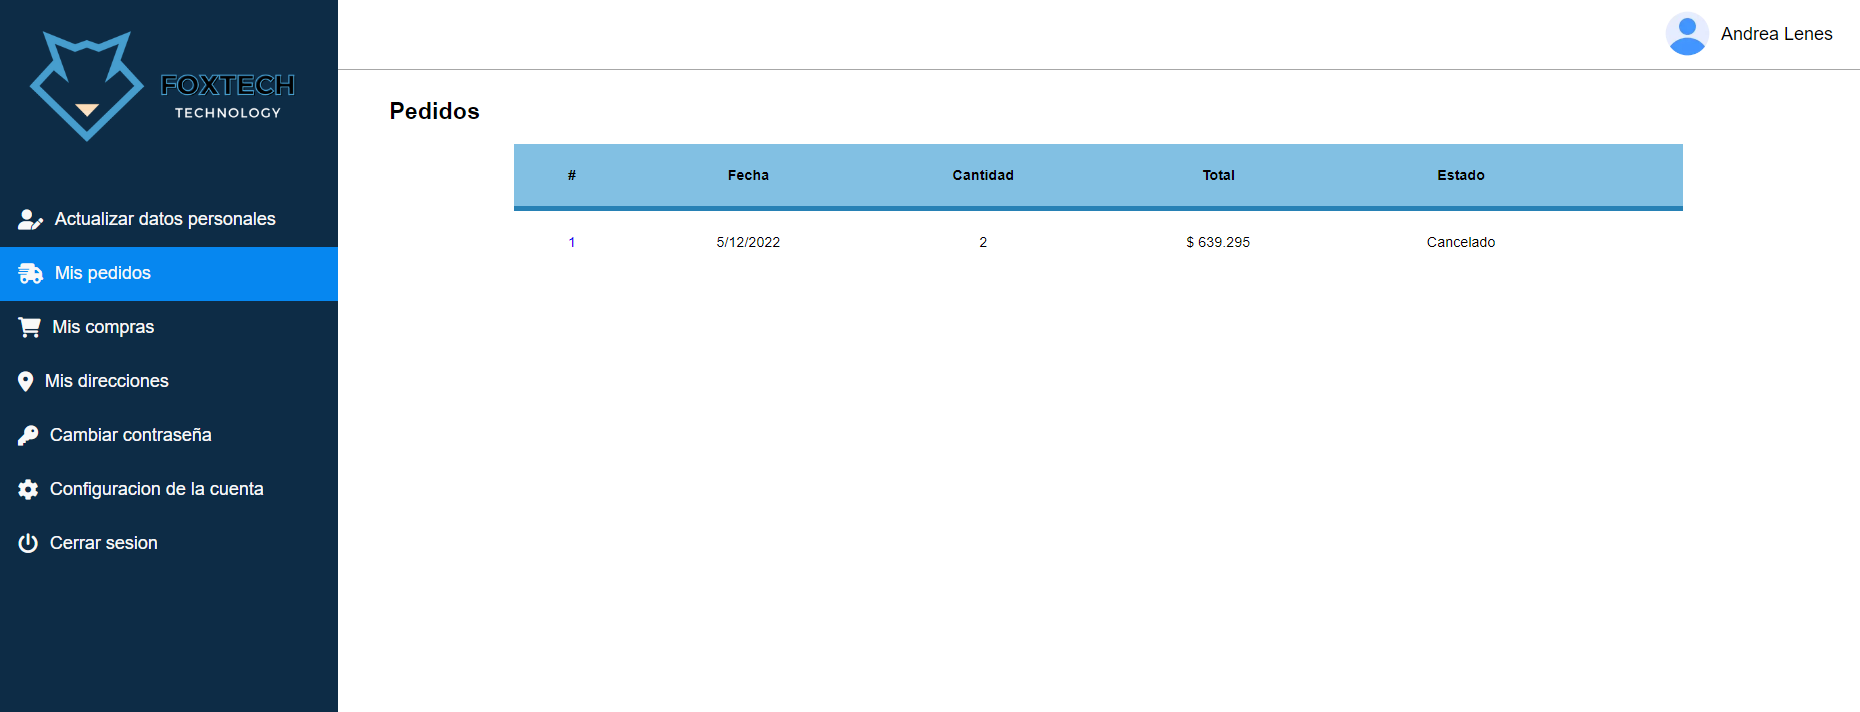 FOXTECH
TECHNOLOGY
Actualizar datos personales
Mis pedidos
Mis compras
Mis direcciones
Cambiar contraseña
Configuracion de la cuenta
Cerrar sesion
Andrea Lenes
Pedidos
# Fecha Cantidad Total Estado
1 5/12/2022 2 $ 639.295 Cancelado